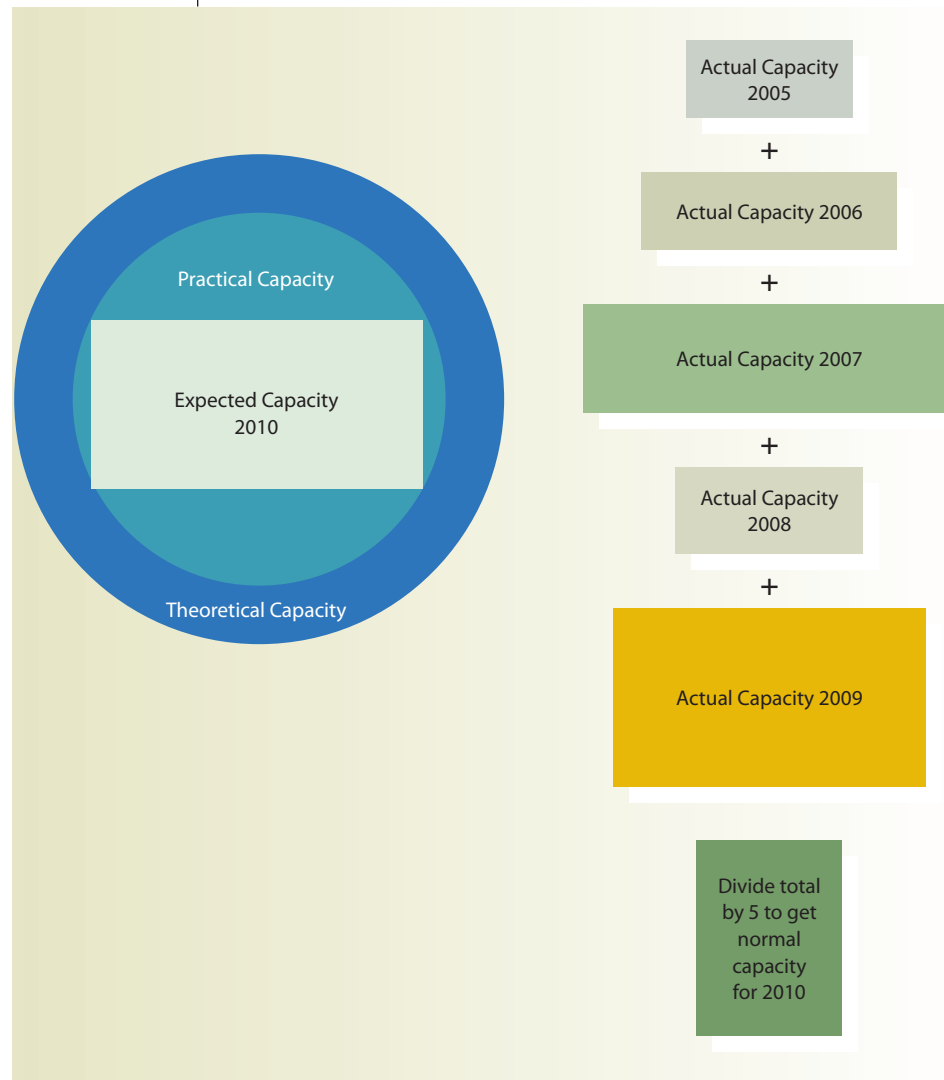 Practical Capacity
Expected Capacity
2010
Theoretical Capacity
Actual Capacity
2005
+
Actual Capacity 2006
+
Actual Capacity 2007
+
Actual Capacity
2008
+
Actual Capacity 2009
Divide total
by 5 to get
normal
capacity
for 2010